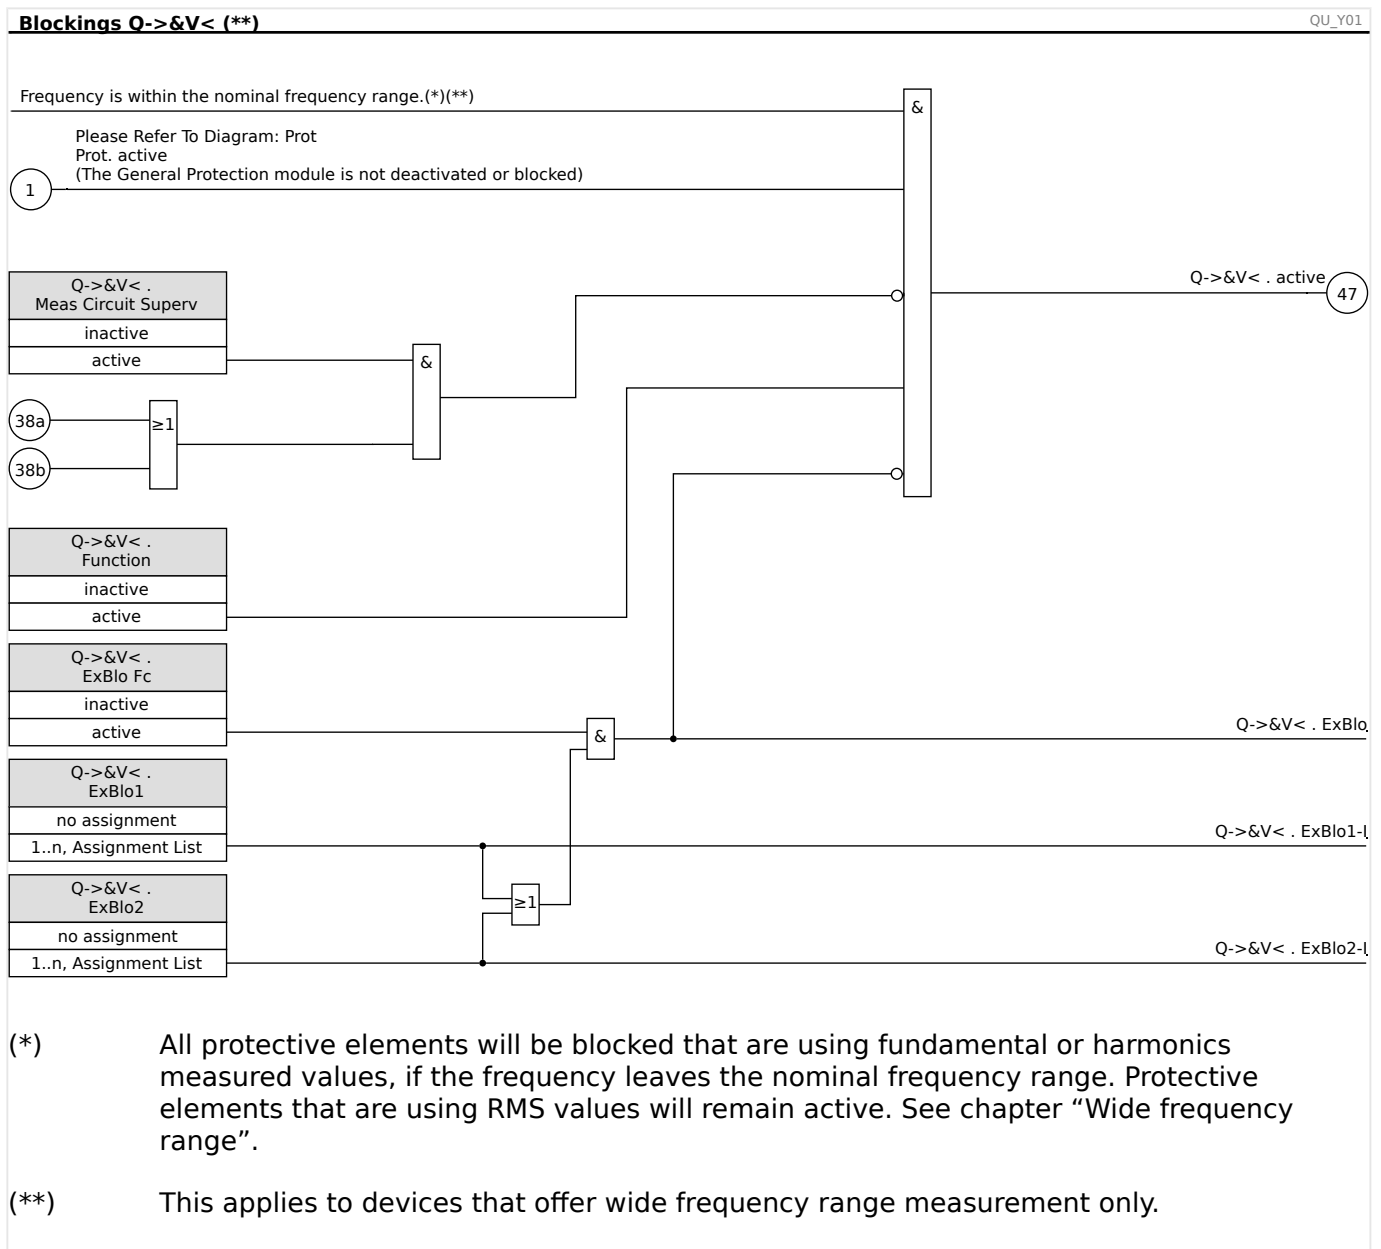 Blockings Q->&V< (**)
QU_Y01
Frequency is within the nominal frequency range.(*)(**)
&
Please Refer To Diagram: Prot
Prot. active
(The General Protection module is not deactivated or blocked)
1
Q->&V< .
Meas Circuit Superv
inactive
active
&
Q->&V< . active
47
38a
≥1
38b
Q->&V< .
Function
inactive
active
Q->&V< .
ExBlo Fc
inactive
active
&
Q->&V< . ExBlo
Q->&V< .
ExBlo1
no assignment
1..n, Assignment List
Q->&V< . ExBlo1-I
Q->&V< .
ExBlo2
no assignment
1..n, Assignment List
≥1
Q->&V< . ExBlo2-I
(*) All protective elements will be blocked that are using fundamental or harmonics
measured values, if the frequency leaves the nominal frequency range. Protective
elements that are using RMS values will remain active. See chapter “Wide frequency
range”.
(**) This applies to devices that offer wide frequency range measurement only.